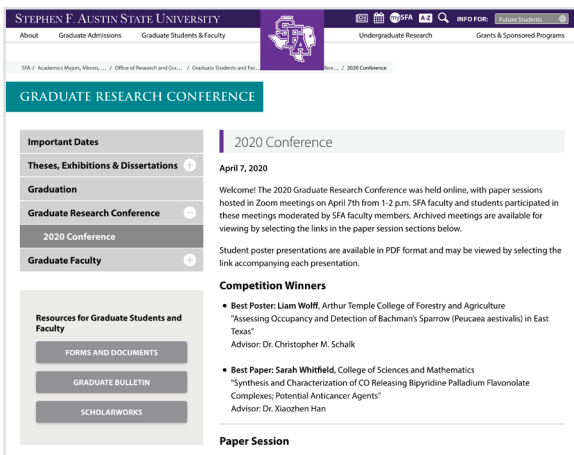 STEPHEN F. AUSTIN STATE UNIVERSITY
mySFA A-Z INFO FOR: Future Students
About Graduate Admissions Graduate Students & Faculty Undergraduate Research Grants & Sponsored Programs
SFA
SFA / Academics Majors, Minors, ... / Office of Research and Gra... / Graduate Students and Fac... fere... / 2020 Conference
GRADUATE RESEARCH CONFERENCE
Important Dates
Theses, Exhibitions & Dissertations
Graduation
Graduate Research Conference
2020 Conference
Graduate Faculty
Resources for Graduate Students and
Faculty
FORMS AND DOCUMENTS
GRADUATE BULLETIN
SCHOLARWORKS
2020 Conference
April 7, 2020
Welcome! The 2020 Graduate Research Conference was held online, with paper sessions
hosted in Zoom meetings on April 7th from 1-2 p.m. SFA faculty and students participated in
these meetings moderated by SFA faculty members. Archived meetings are available for
viewing by selecting the links in the paper session sections below.
Student poster presentations are available in PDF format and may be viewed by selecting the
link accompanying each presentation.
Competition Winners
• Best Poster: Liam Wolff, Arthur Temple College of Forestry and Agriculture
"Assessing Occupancy and Detection of Bachman's Sparrow (Peucaea aestivalis) in East
Texas"
Advisor: Dr. Christopher M. Schalk
• Best Paper: Sarah Whitfield, College of Sciences and Mathematics
"Synthesis and Characterization of CO Releasing Bipyridine Palladium Flavonolate
Complexes; Potential Anticancer Agents"
Advisor: Dr. Xiaozhen Han
Paper Session